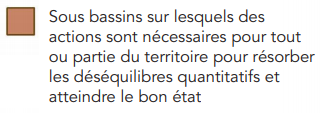 Sous bassins sur lesquels des
actions sont nécessaires pour tout
ou partie du territoire pour résorber
les déséquilibres quantitatifs et
atteindre le bon état